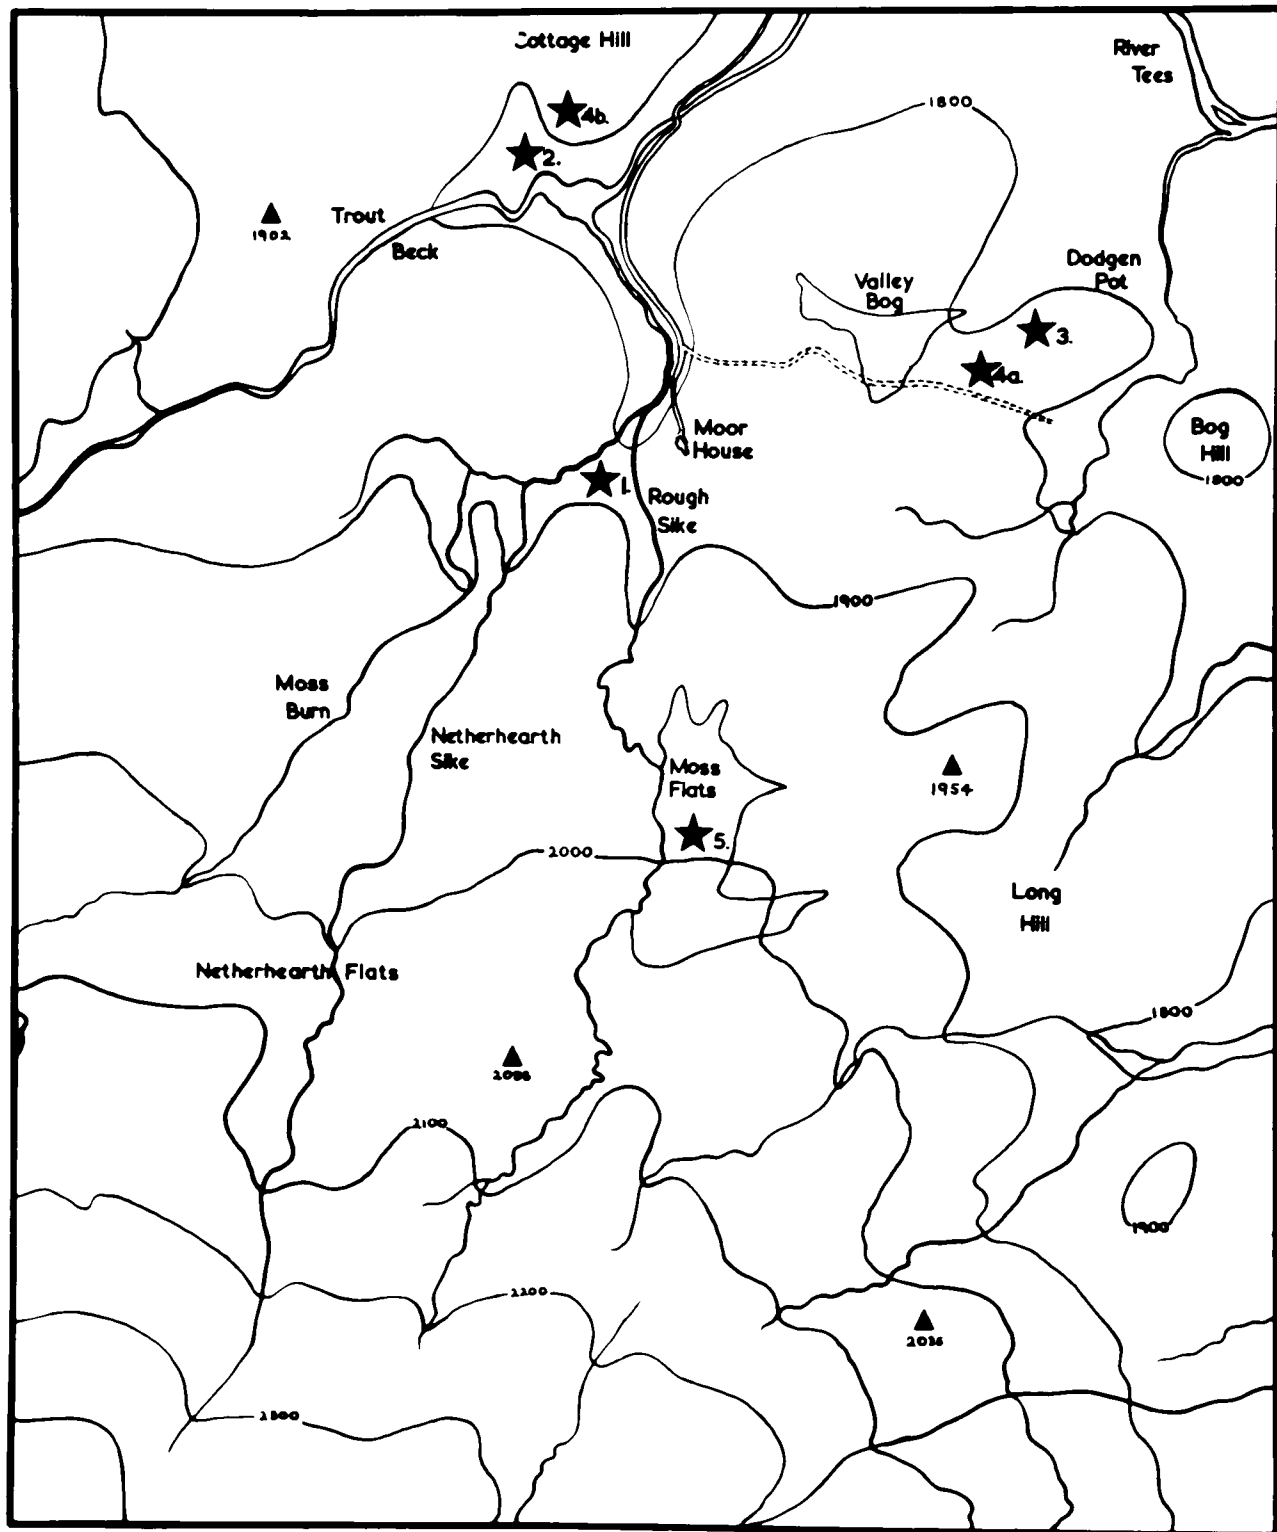 Cottage Hill
River
Tees
4b.
1800
2.
Trout
Beck
1902
Dodgen
Pot
Valley
Bog
3.
4a.
Moor
House
Bog
Hill
1800
1.
Rough
Sike
1900
Moss
Burn
Netherhearth
Sike
Moss
Flats
1954
5.
2000
Long
Hill
Netherhearth Flats
1800
2100
1900
2200
2300